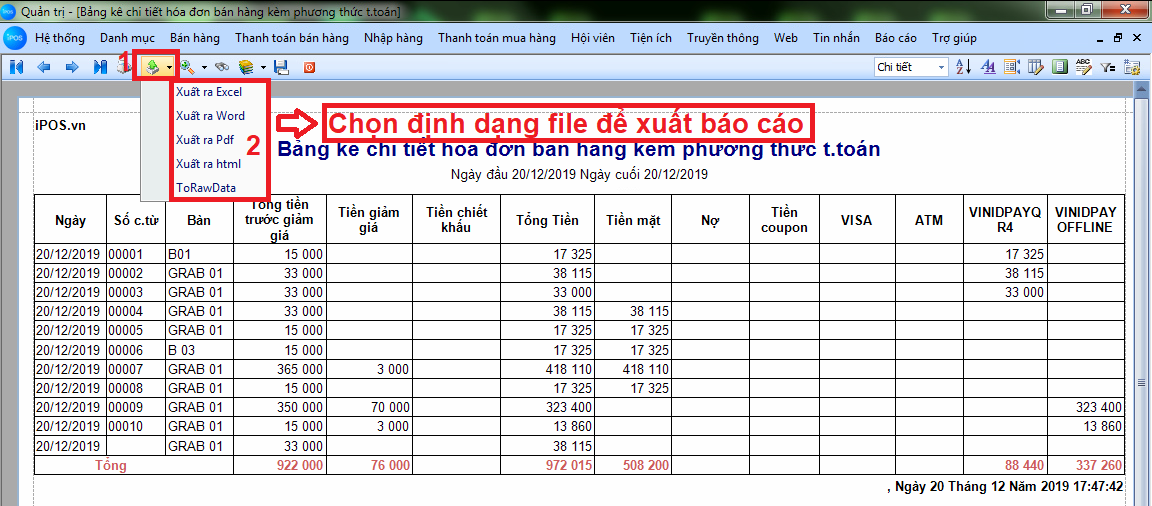 Quản trị - [Bảng kê chi tiết hóa đơn bán hàng kèm phương thức t.toán]
iPOS Hệ thống Danh mục Bán hàng Thanh toán bán hàng Nhập hàng Thanh toán mua hàng Hội viên Tiện ích Truyền thông Web Tin nhắn Báo cáo Trợ giúp
1 Chi tiết
Xuất ra Excel
Xuất ra Word
Xuất ra Pdf
Xuất ra html
ToRawData
2
Chọn định dạng file để xuất báo cáo
iPOS.vn
Bảng kê chi tiết hóa đơn bán hàng kèm phương thức t.toán
Ngày đầu 20/12/2019 Ngày cuối 20/12/2019
Ngày Số c.từ Bàn Tổng tiền trước giảm giá Tiền giảm giá Tiền chiết khấu Tổng Tiền Tiền mặt Nợ Tiền coupon VISA ATM VINIDPAYQR4 VINIDPAY OFFLINE
20/12/2019 00001 B01 15 000 17 325 17 325
20/12/2019 00002 GRAB 01 33 000 38 115 38 115
20/12/2019 00003 GRAB 01 33 000 33 000 33 000
20/12/2019 00004 GRAB 01 33 000 38 115 38 115
20/12/2019 00005 GRAB 01 15 000 17 325 17 325
20/12/2019 00006 B 03 15 000 17 325 17 325
20/12/2019 00007 GRAB 01 365 000 3 000 418 110 418 110
20/12/2019 00008 GRAB 01 15 000 17 325 17 325
20/12/2019 00009 GRAB 01 350 000 70 000 323 400 323 400
20/12/2019 00010 GRAB 01 15 000 3 000 13 860 13 860
20/12/2019 GRAB 01 33 000 38 115
Tổng 922 000 76 000 972 015 508 200 88 440 337 260
, Ngày 20 Tháng 12 Năm 2019 17:47:42